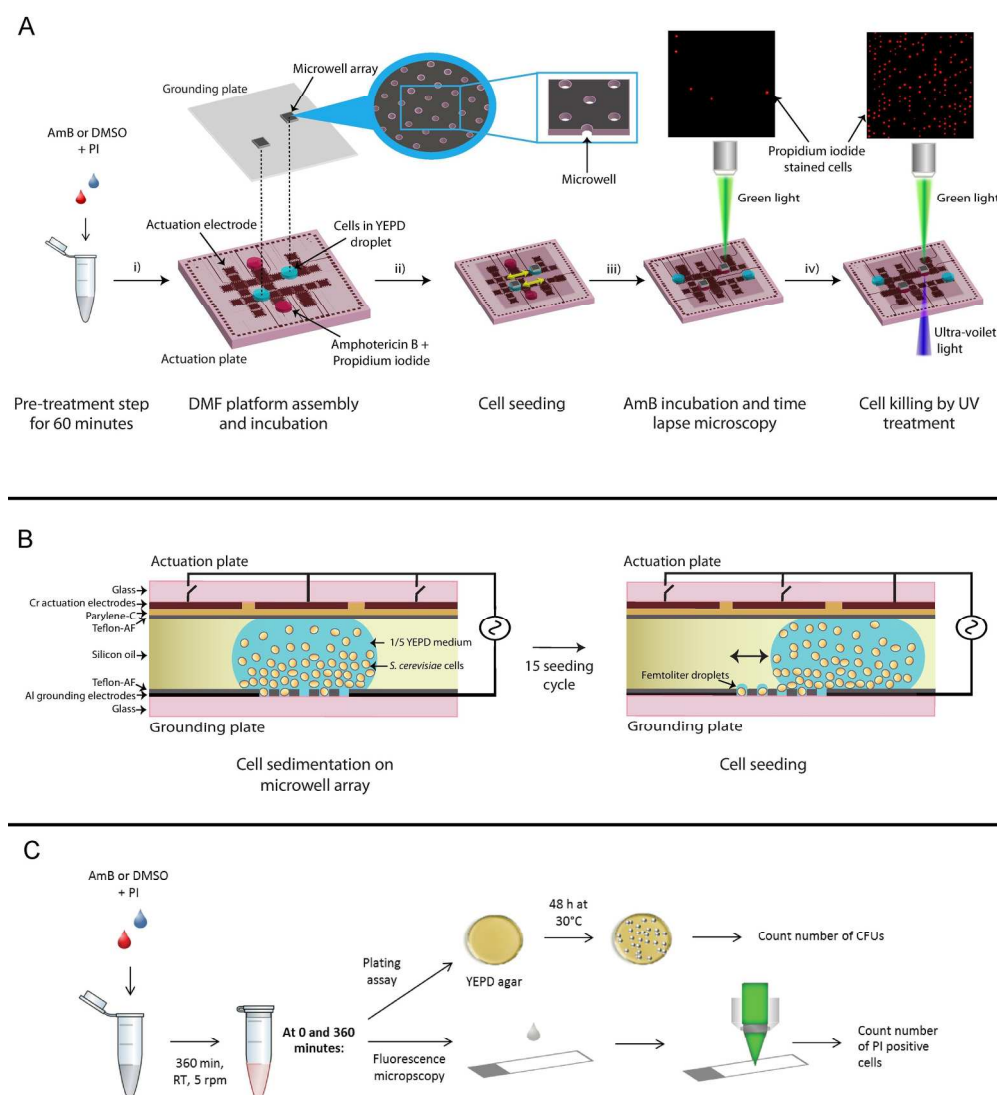 A
Microwell array
Grounding plate
AmB or DMSO
+ PI
Microwell
Propidium iodide
stained cells
Green light
Green light
Actuation electrode
Cells in YEPD
droplet
i)
ii)
iii)
iv)
Amphotericin B +
Propidium iodide
Actuation plate
Ultra-voilet
light
Pre-treatment step
for 60 minutes
DMF platform assembly
and incubation
Cell seeding
AmB incubation and time
lapse microscopy
Cell killing by UV
treatment
B
Actuation plate
Glass
Cr actuation electrodes
Parylene-C
Teflon-AF
Silicon oil
Teflon-AF
Al grounding electrodes
Glass
1/5 YEPD medium
S. cerevisiae cells
Grounding plate
15 seeding
cycle
Actuation plate
Femtoliter droplets
Grounding plate
Cell sedimentation on
microwell array
Cell seeding
C
AmB or DMSO
+ PI
360 min,
RT, 5 rpm
At 0 and 360
minutes:
Plating
assay
YEPD agar
48 h at
30°C
Count number of CFUs
Fluorescence
micropscopy
Count number
of PI positive
cells